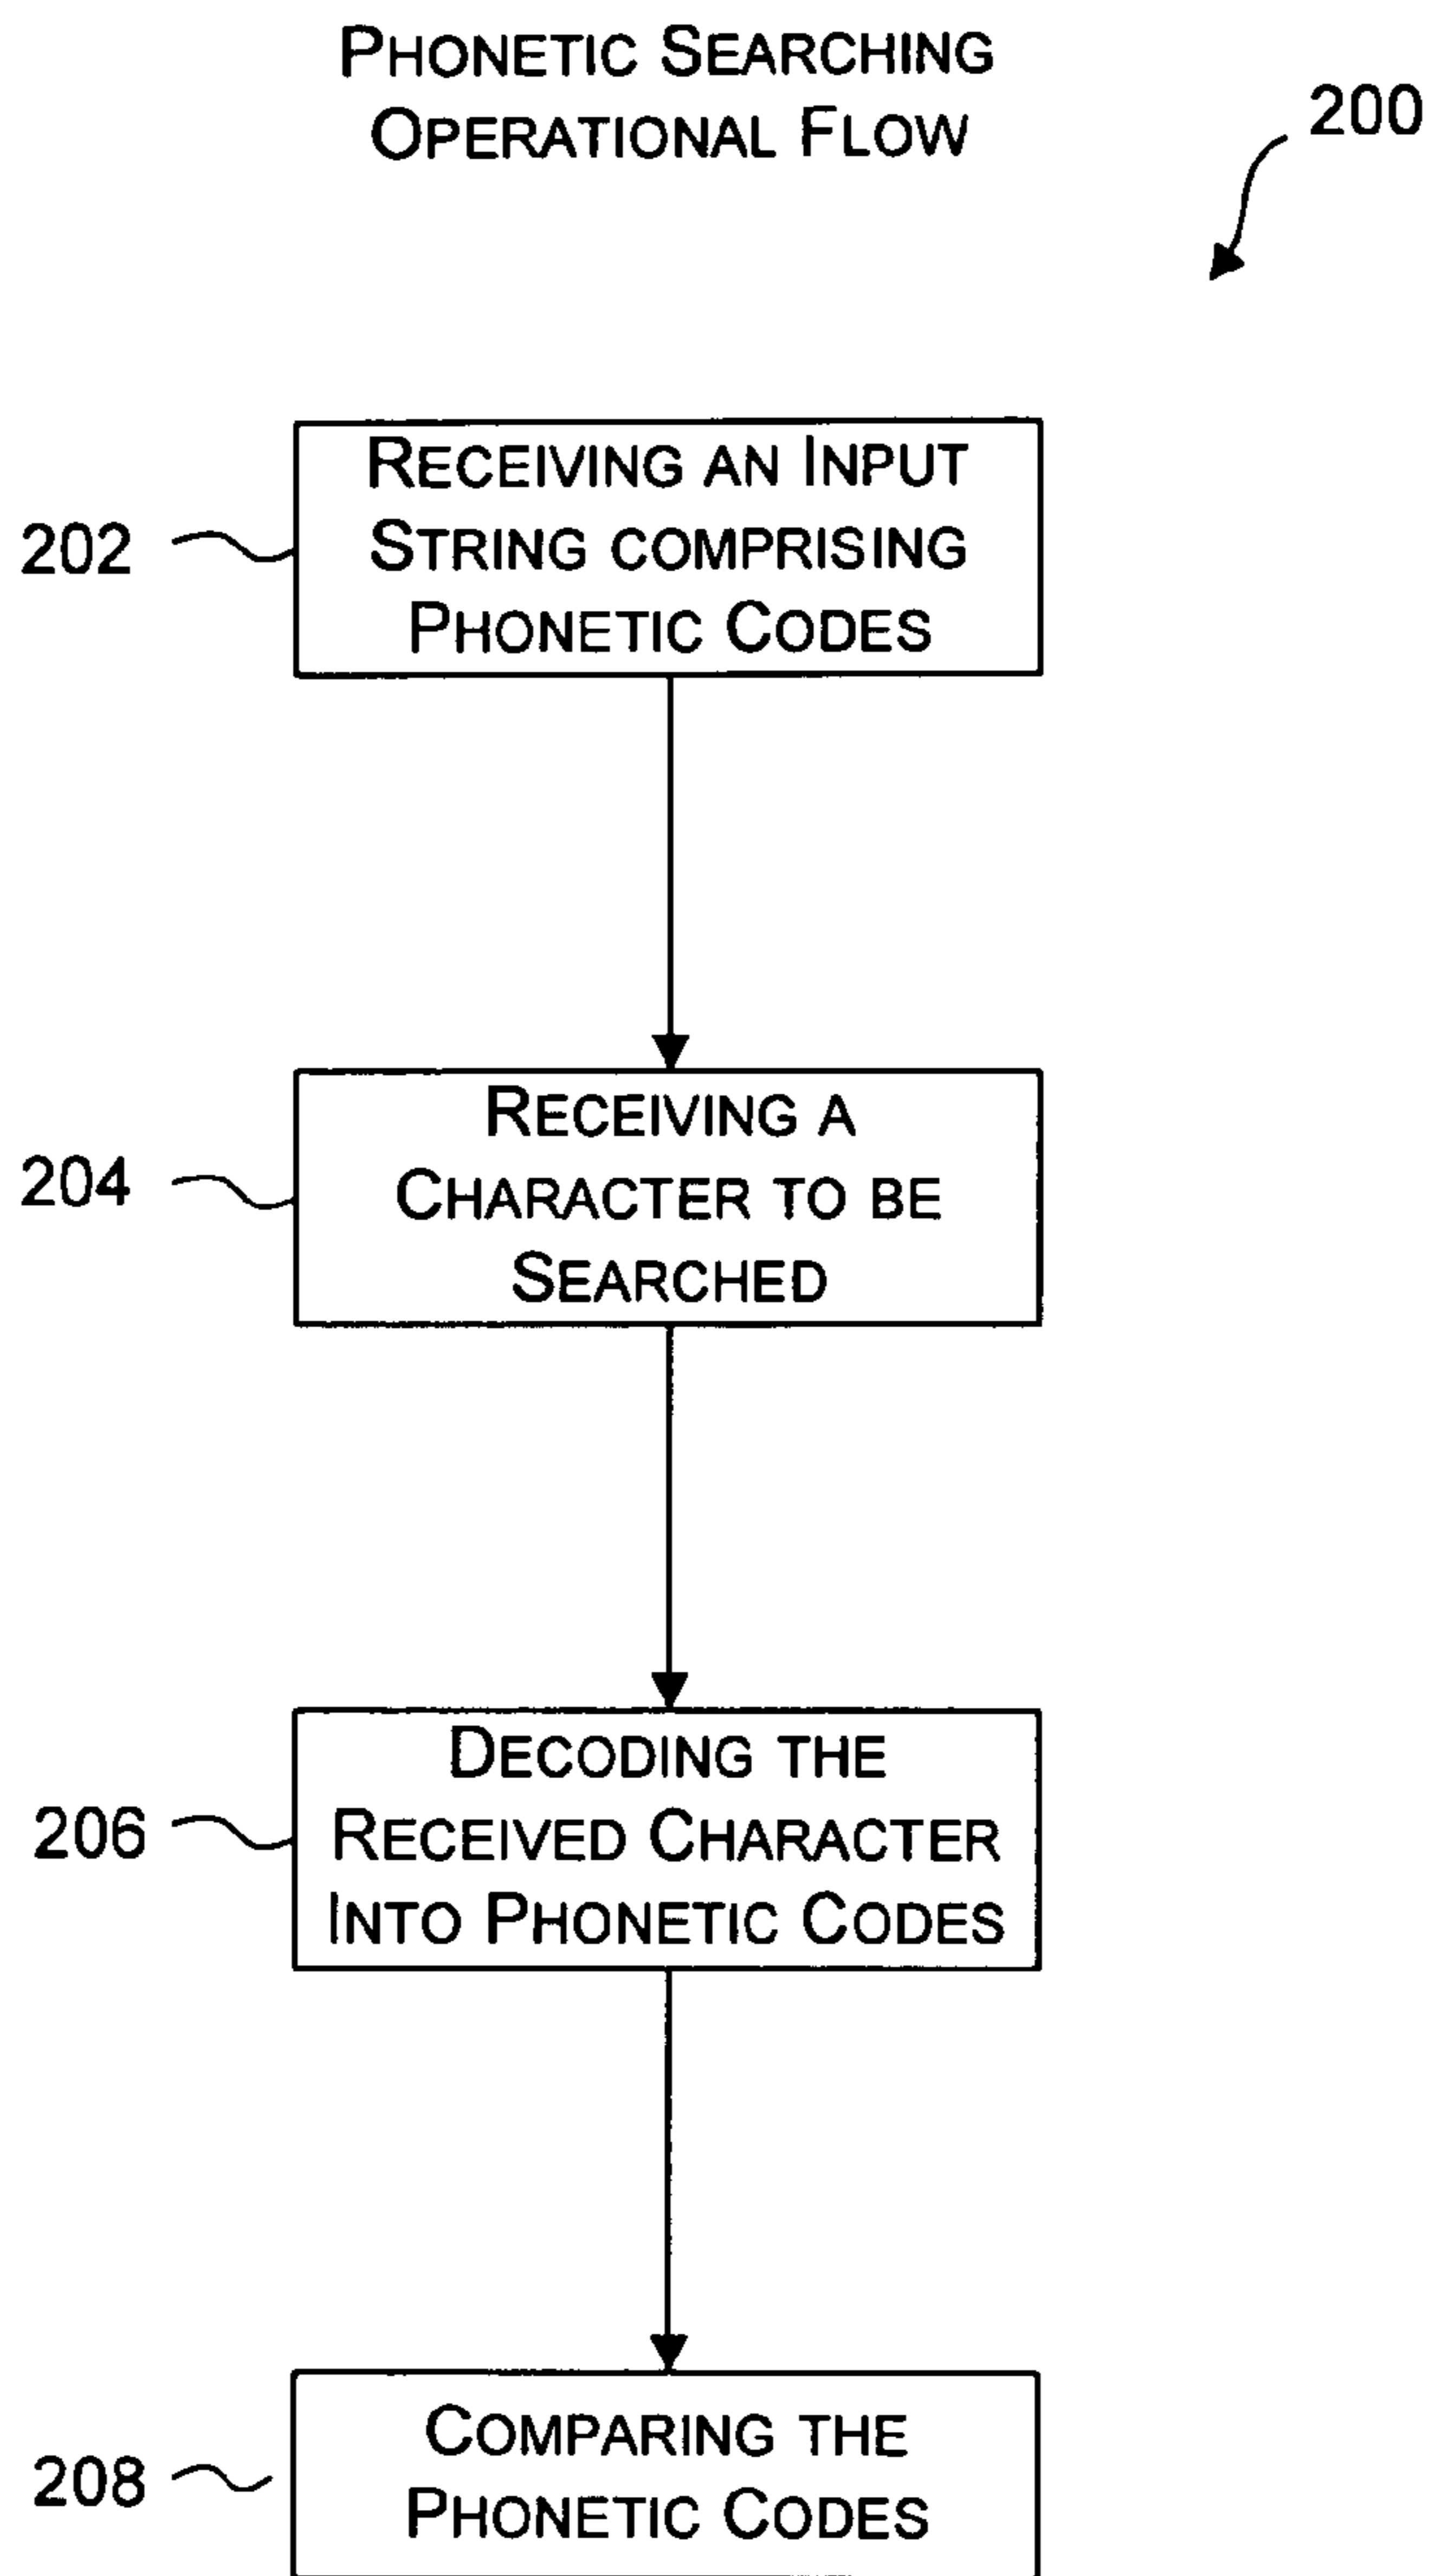 PHONETIC SEARCHING
OPERATIONAL FLOW
200
RECEIVING AN INPUT
STRING COMPRISING
PHONETIC CODES
202
RECEIVING A
CHARACTER TO BE
SEARCHED
204
DECODING THE
RECEIVED CHARACTER
INTO PHONETIC CODES
206
COMPARING THE
PHONETIC CODES
208